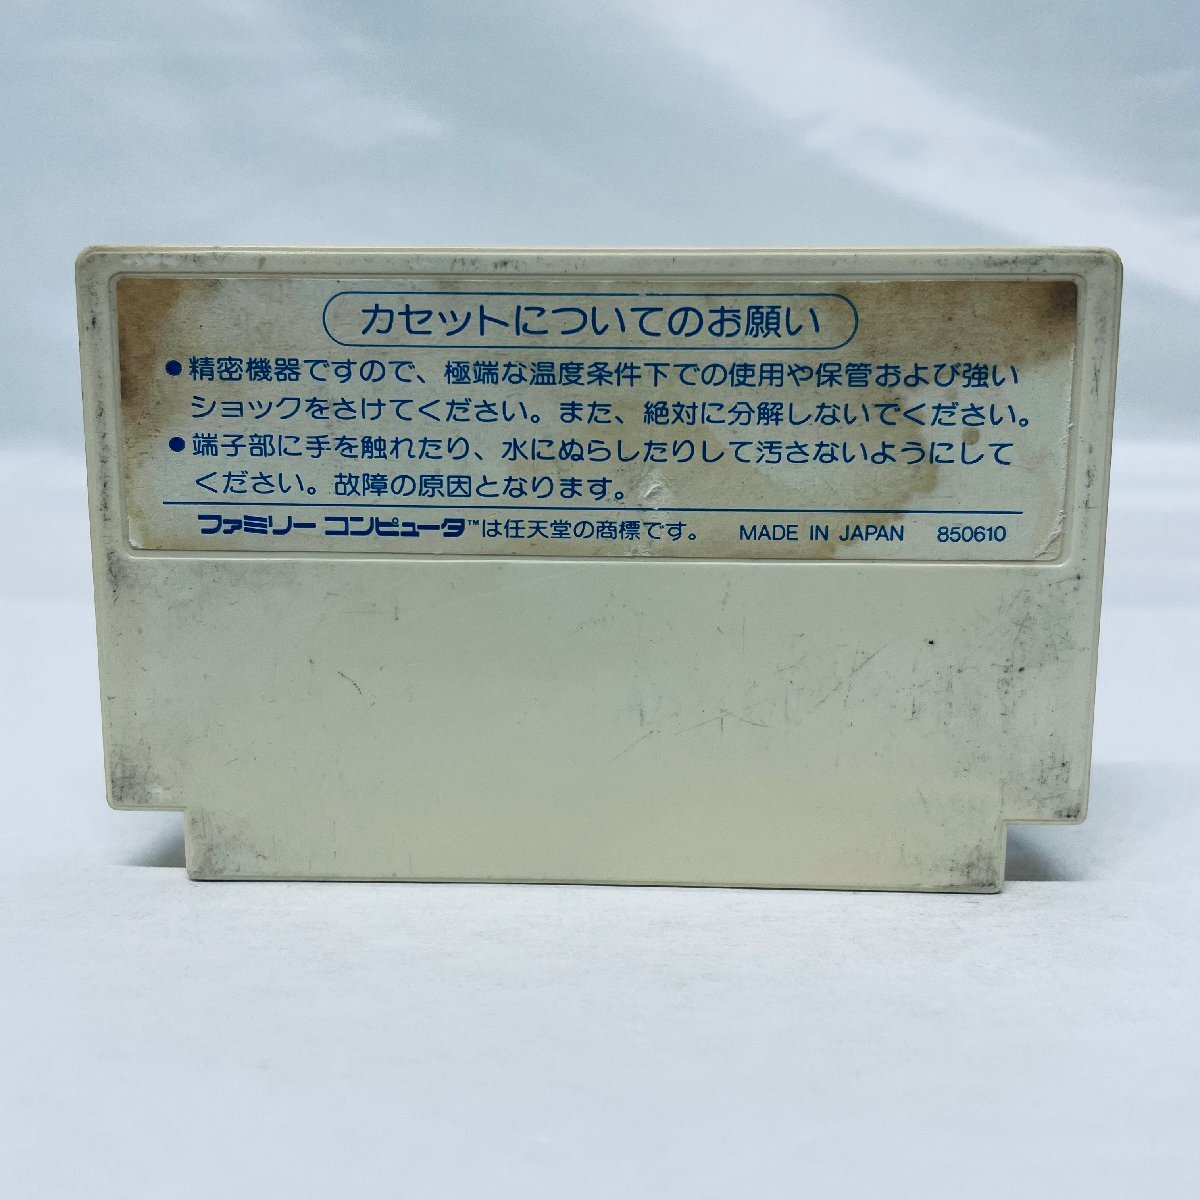 カセットについてのお願い
●精密機器ですので、極端な温度条件下での使用や保管および強い
ショックをさけてください。また、絶対に分解しないでください。
●端子部に手を触れたり、水にぬらしたりして汚さないようにして
ください。故障の原因となります。
ファミリー コンピュータ™は任天堂の商標です。 MADE IN JAPAN 850610